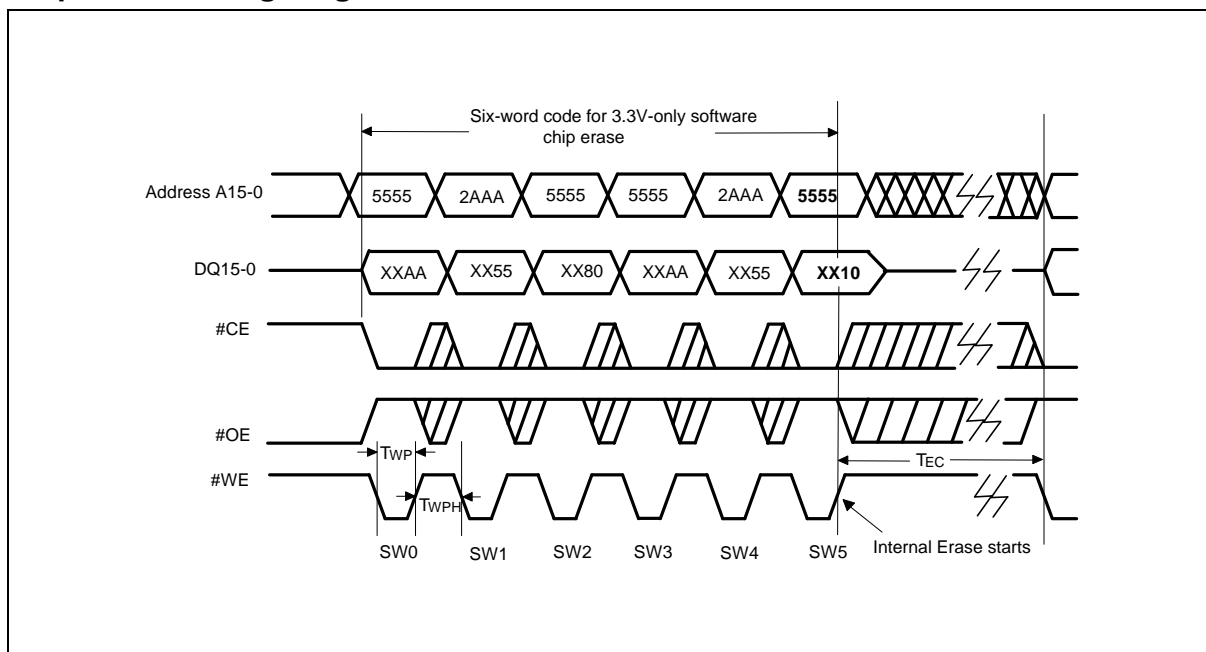 Six-word code for 3.3V-only software
chip erase
Address A15-0
5555 2AAA 5555 5555 2AAA 5555
DQ15-0
XXAA XX55 XX80 XXAA XX55 XX10
#CE
#OE
TWP
TEC
#WE
TWPH
SW0 SW1 SW2 SW3 SW4 SW5
Internal Erase starts